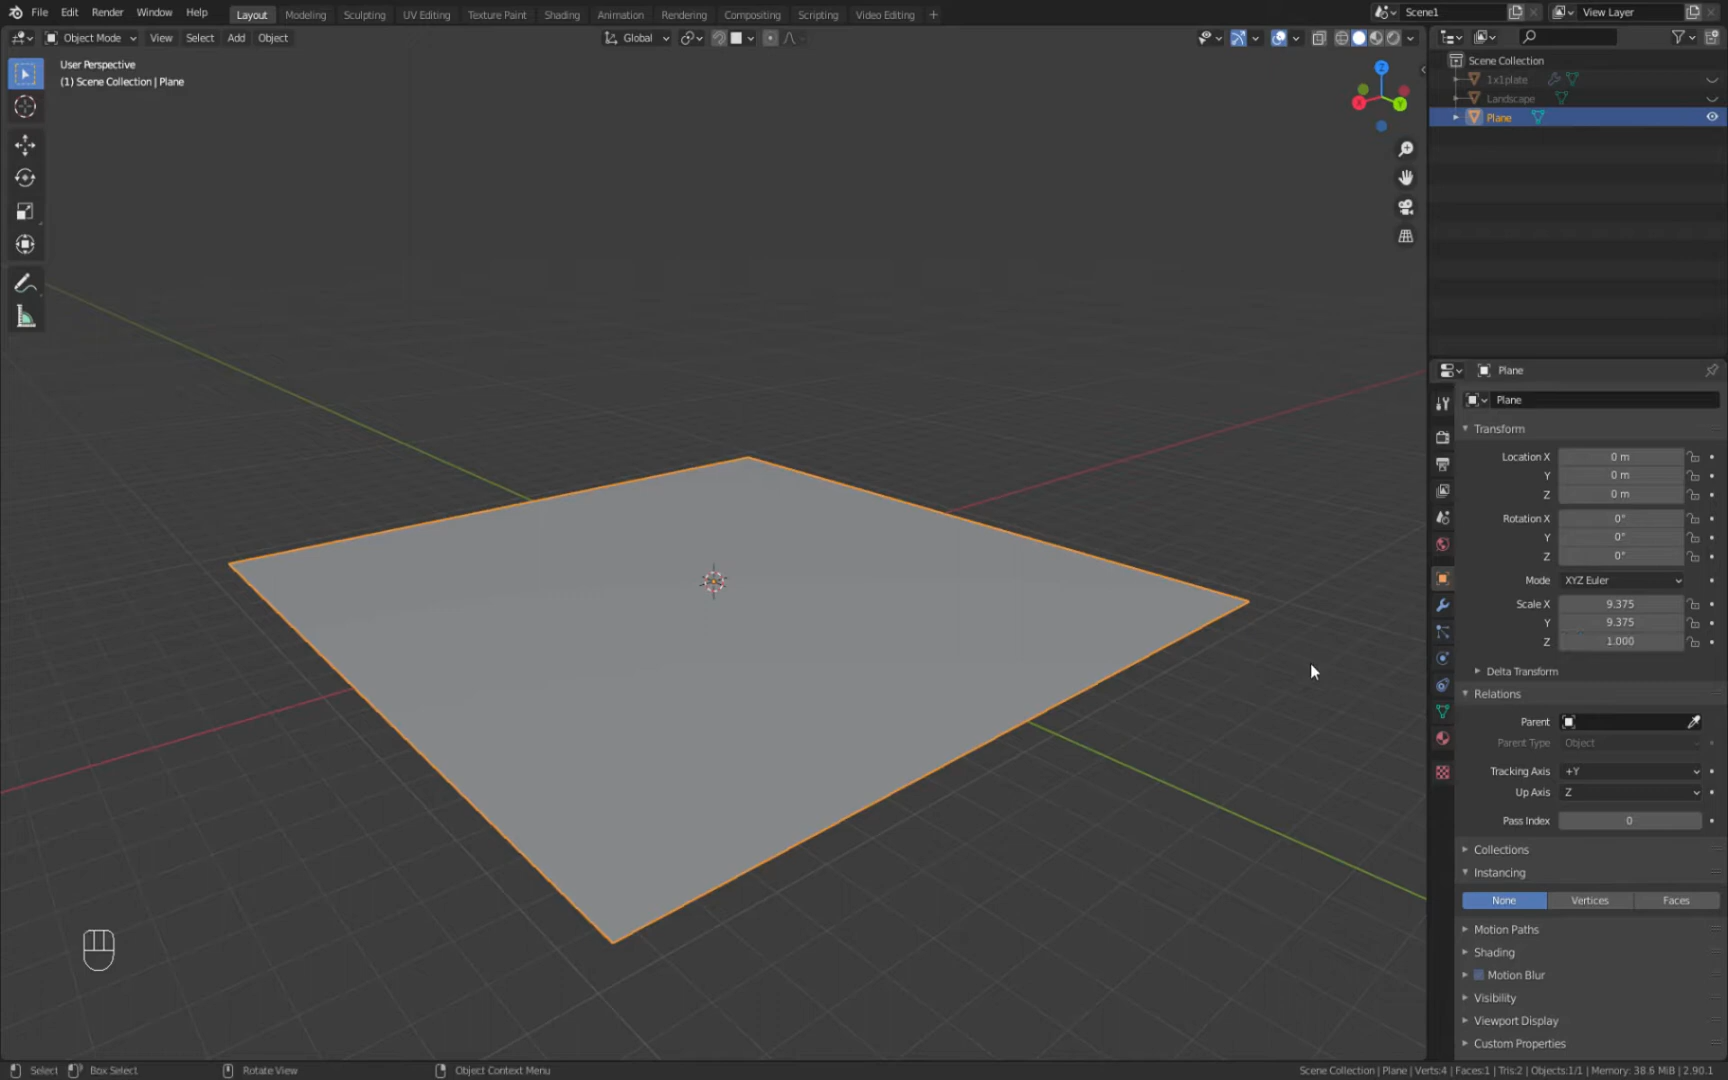 File Edit Render Window Help Layout Modeling Sculpting UV Editing Texture Paint Shading Animation Rendering Compositing Scripting Video Editing + Scene1 View Layer
Object Mode View Select Add Object Global
User Perspective
(1) Scene Collection | Plane
Z
X
Y
Scene Collection
1x1plate
Landscape
Plane
Plane
Plane
Transform
Location X 0 m
Y 0 m
Z 0 m
Rotation X 0°
Y 0°
Z 0°
Mode XYZ Euler
Scale X 9.375
Y 9.375
Z 1.000
Delta Transform
Relations
Parent
Parent Type Object
Tracking Axis +Y
Up Axis Z
Pass Index 0
Collections
Instancing
None Vertices Faces
Motion Paths
Shading
Motion Blur
Visibility
Viewport Display
Custom Properties
Select Box Select Rotate View Object Context Menu Scene Collection | Plane | Verts:4 | Faces:1 | Tris:2 | Objects:1/1 | Memory: 38.6 MiB | 2.90.1